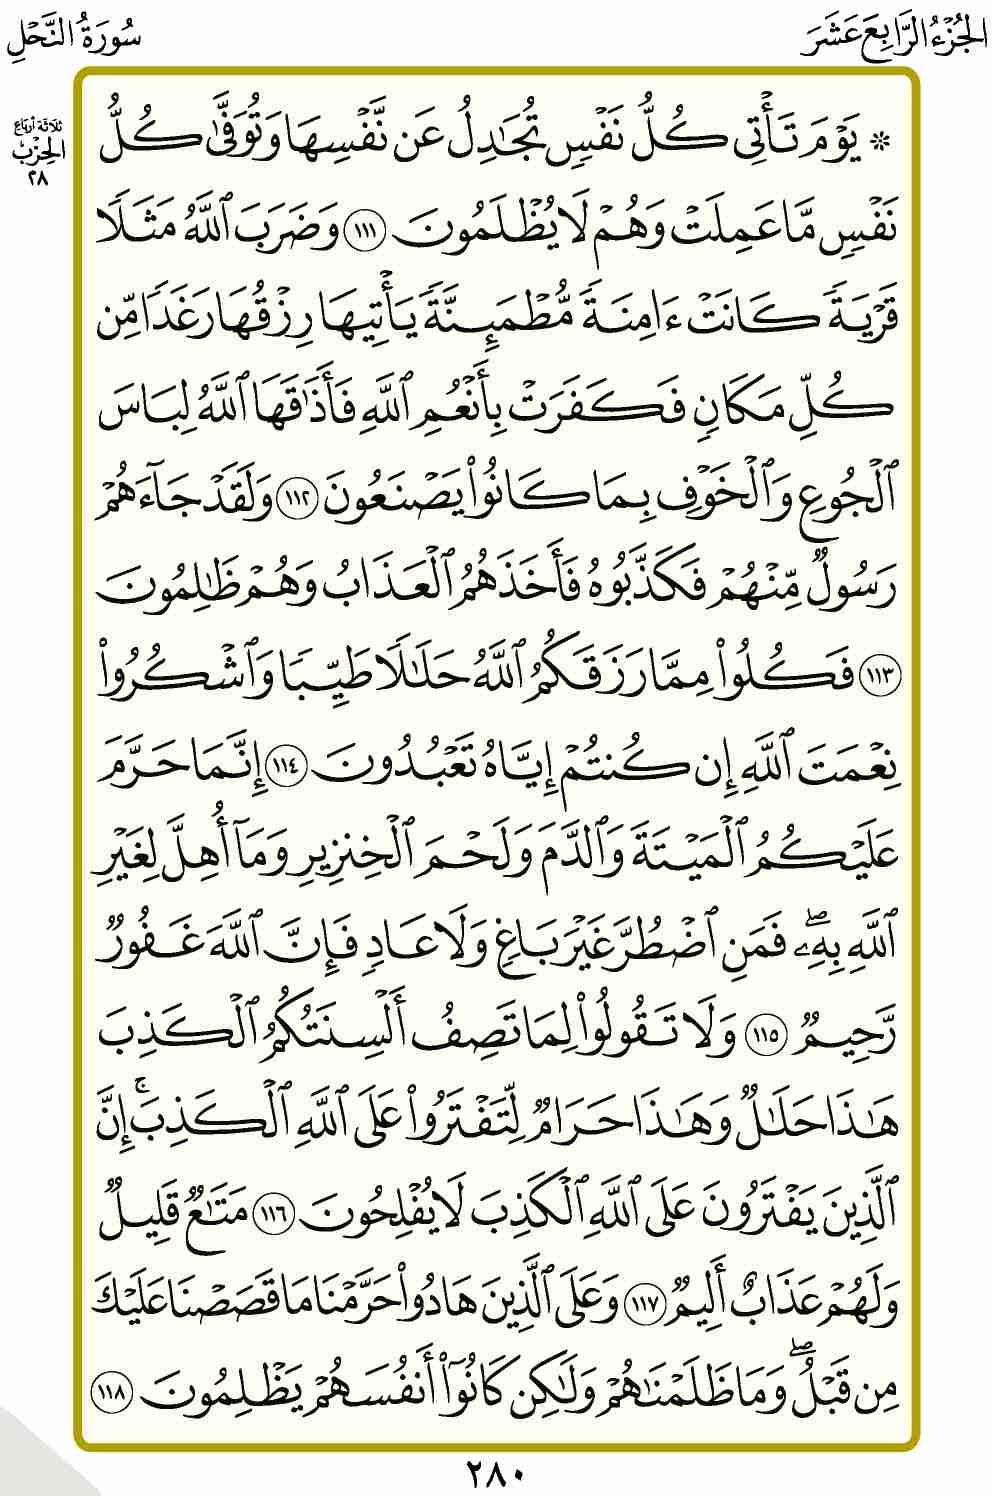 الجُزْءُ الرَّابِعَ عَشَرَ
سُورَةُ النَّحْلِ
ثلاثة أرباع
الحِزْب
٢٨
۞ يَوْمَ تَأْتِي كُلُّ نَفْسٍ تُجَٰدِلُ عَن نَّفْسِهَا وَتُوَفَّىٰ كُلُّ
نَفْسٍ مَّا عَمِلَتْ وَهُمْ لَا يُظْلَمُونَ ١١١ وَضَرَبَ ٱللَّهُ مَثَلًا
قَرْيَةً كَانَتْ ءَامِنَةً مُّطْمَئِنَّةً يَأْتِيهَا رِزْقُهَا رَغَدًا مِّن
كُلِّ مَكَانٍ فَكَفَرَتْ بِأَنْعُمِ ٱللَّهِ فَأَذَٰقَهَا ٱللَّهُ لِبَاسَ
ٱلْجُوعِ وَٱلْخَوْفِ بِمَا كَانُوا۟ يَصْنَعُونَ ١١٢ وَلَقَدْ جَآءَهُمْ
رَسُولٌ مِّنْهُمْ فَكَذَّبُوهُ فَأَخَذَهُمُ ٱلْعَذَابُ وَهُمْ ظَٰلِمُونَ
١١٣ فَكُلُوا۟ مِمَّا رَزَقَكُمُ ٱللَّهُ حَلَٰلًا طَيِّبًا وَٱشْكُرُوا۟
نِعْمَتَ ٱللَّهِ إِن كُنتُمْ إِيَّاهُ تَعْبُدُونَ ١١٤ إِنَّمَا حَرَّمَ
عَلَيْكُمُ ٱلْمَيْتَةَ وَٱلدَّمَ وَلَحْمَ ٱلْخِنزِيرِ وَمَآ أُهِلَّ لِغَيْرِ
ٱللَّهِ بِهِۦۖ فَمَنِ ٱضْطُرَّ غَيْرَ بَاغٍ وَلَا عَادٍ فَإِنَّ ٱللَّهَ غَفُورٌ
رَّحِيمٌ ١١٥ وَلَا تَقُولُوا۟ لِمَا تَصِفُ أَلْسِنَتُكُمُ ٱلْكَذِبَ
هَٰذَا حَلَٰلٌ وَهَٰذَا حَرَامٌ لِّتَفْتَرُوا۟ عَلَى ٱللَّهِ ٱلْكَذِبَۚ إِنَّ
ٱلَّذِينَ يَفْتَرُونَ عَلَى ٱللَّهِ ٱلْكَذِبَ لَا يُفْلِحُونَ ١١٦ مَتَٰعٌ قَلِيلٌ
وَلَهُمْ عَذَابٌ أَلِيمٌ ١١٧ وَعَلَى ٱلَّذِينَ هَادُوا۟ حَرَّمْنَا مَا قَصَصْنَا عَلَيْكَ
مِن قَبْلُۖ وَمَا ظَلَمْنَٰهُمْ وَلَٰكِن كَانُوٓا۟ أَنفُسَهُمْ يَظْلِمُونَ ١١٨
٢٨٠